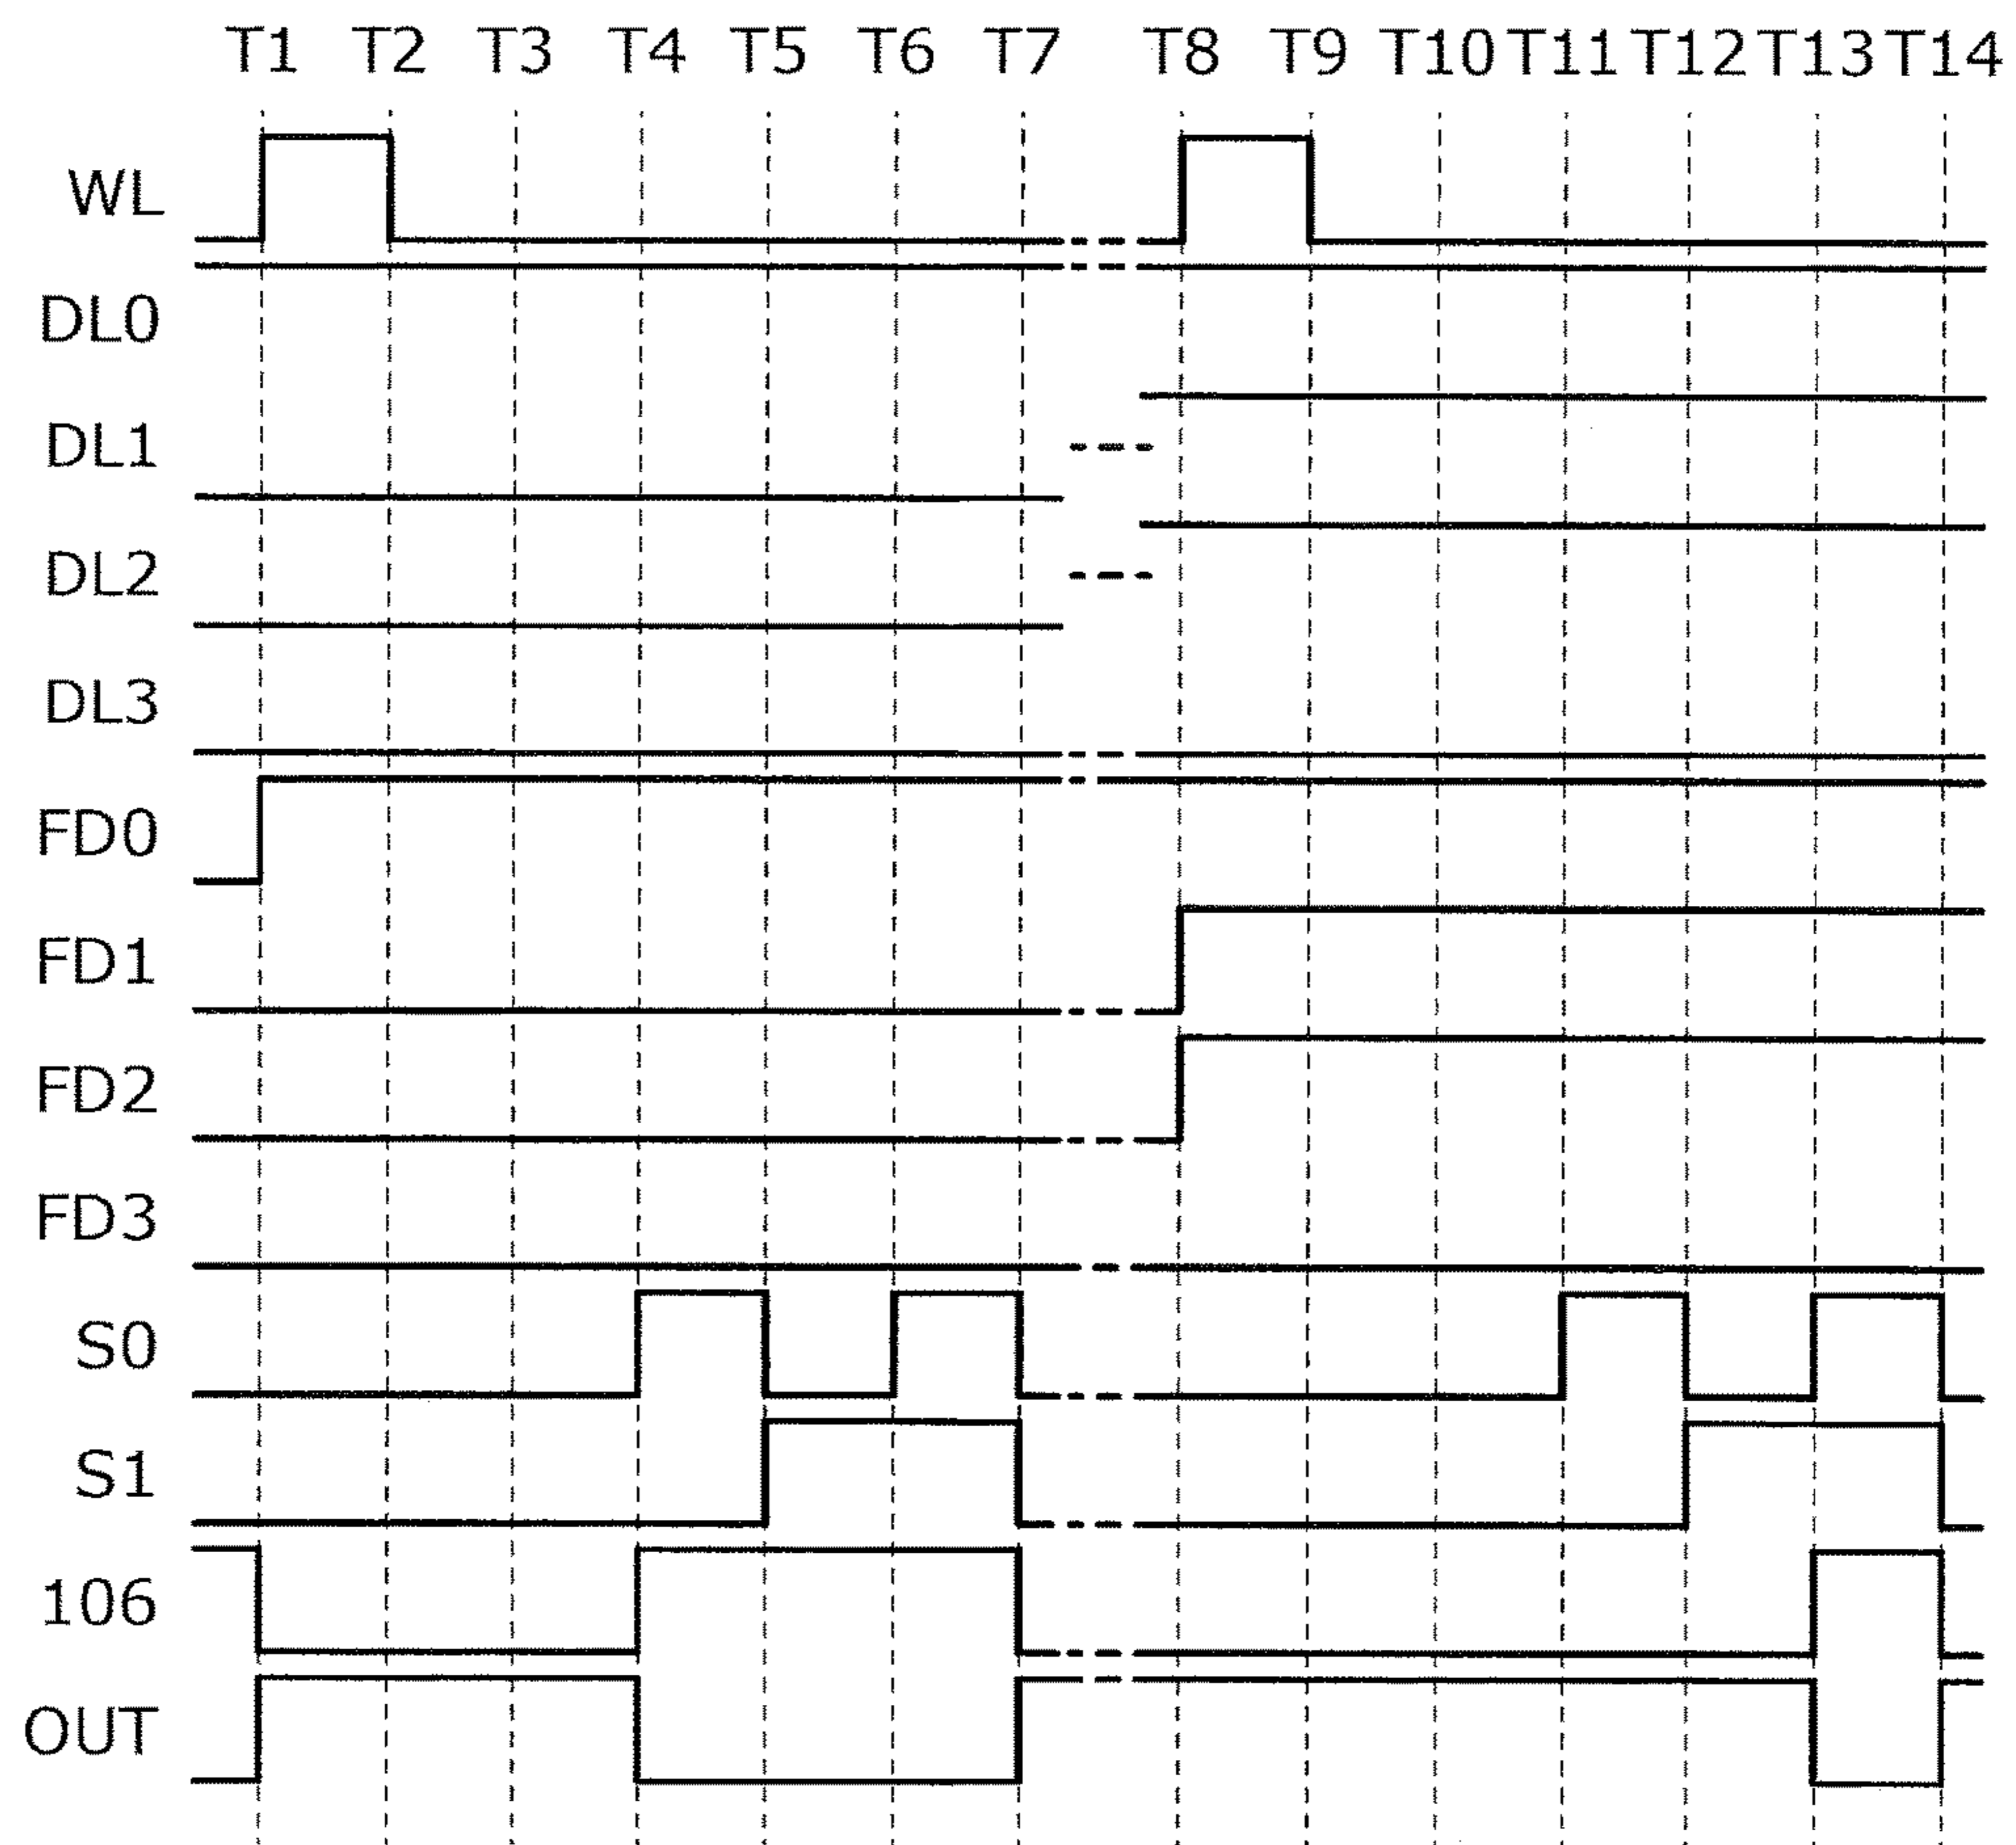 T1 T2 T3 T4 T5 T6 T7 T8 T9 T10 T11 T12 T13 T14
WL
DL0
DL1
DL2
DL3
FD0
FD1
FD2
FD3
S0
S1
106
OUT